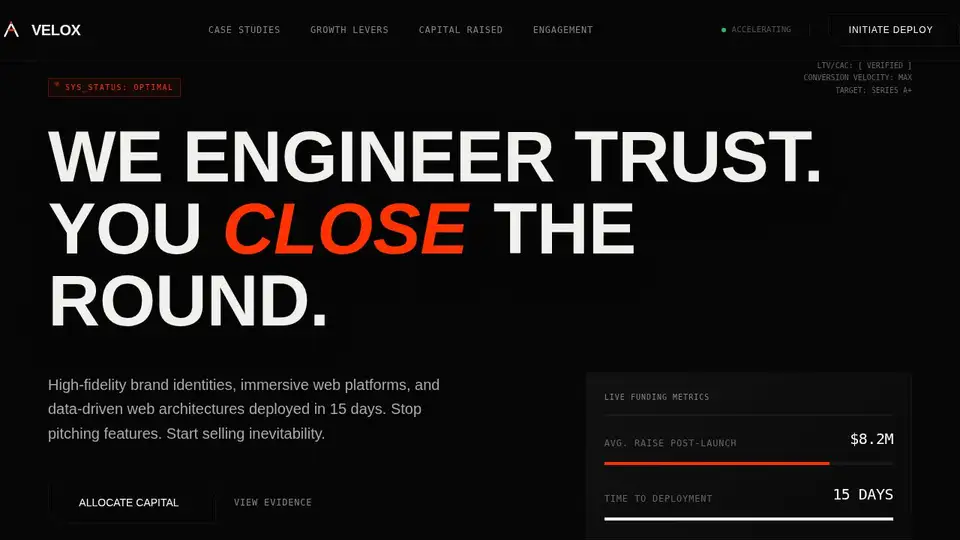 VELOX
CASE STUDIES
GROWTH LEVERS
CAPITAL RAISED
ENGAGEMENT
ACCELERATING
INITIATE DEPLOY
LTV/CAC: [ VERIFIED ]
CONVERSION VELOCITY: MAX
TARGET: SERIES A+
SYS_STATUS: OPTIMAL
WE ENGINEER TRUST.
YOU CLOSE THE
ROUND.
High-fidelity brand identities, immersive web platforms, and
data-driven web architectures deployed in 15 days. Stop
pitching features. Start selling inevitability.
ALLOCATE CAPITAL
VIEW EVIDENCE
LIVE FUNDING METRICS
AVG. RAISE POST-LAUNCH
$8.2M
TIME TO DEPLOYMENT
15 DAYS